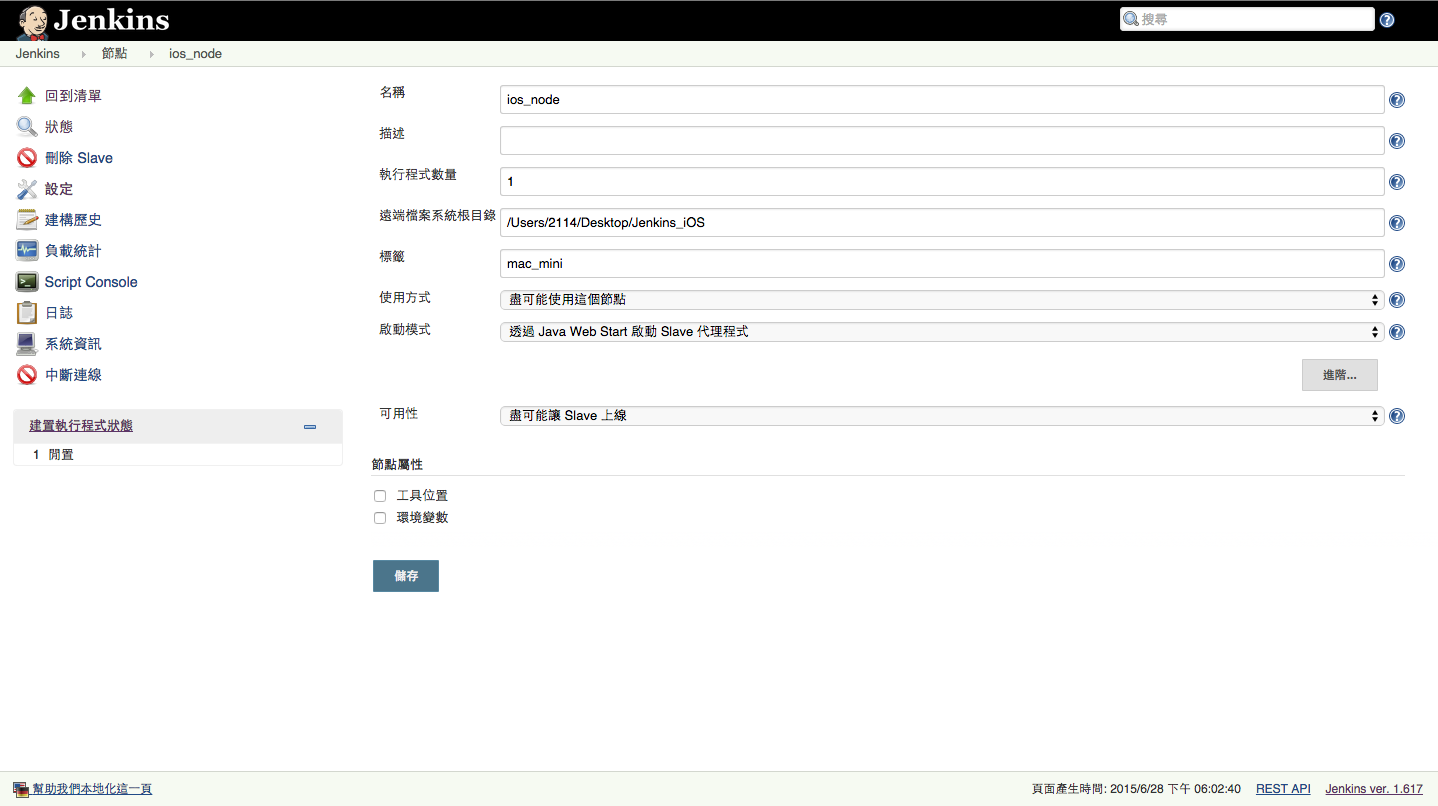 Jenkins
搜尋
Jenkins 節點 ios_node
回到清單
狀態
刪除 Slave
設定
建構歷史
負載統計
Script Console
日誌
系統資訊
中斷連線
建置執行程式狀態
1 閒置
名稱 ios_node
描述
執行程式數量 1
遠端檔案系統根目錄 /Users/2114/Desktop/Jenkins_iOS
標籤 mac_mini
使用方式 盡可能使用這個節點
啟動模式 透過 Java Web Start 啟動 Slave 代理程式
進階...
可用性 盡可能讓 Slave 上線
節點屬性
工具位置
環境變數
儲存
幫助我們本地化這一頁 頁面產生時間: 2015/6/28 下午 06:02:40 REST API Jenkins ver. 1.617